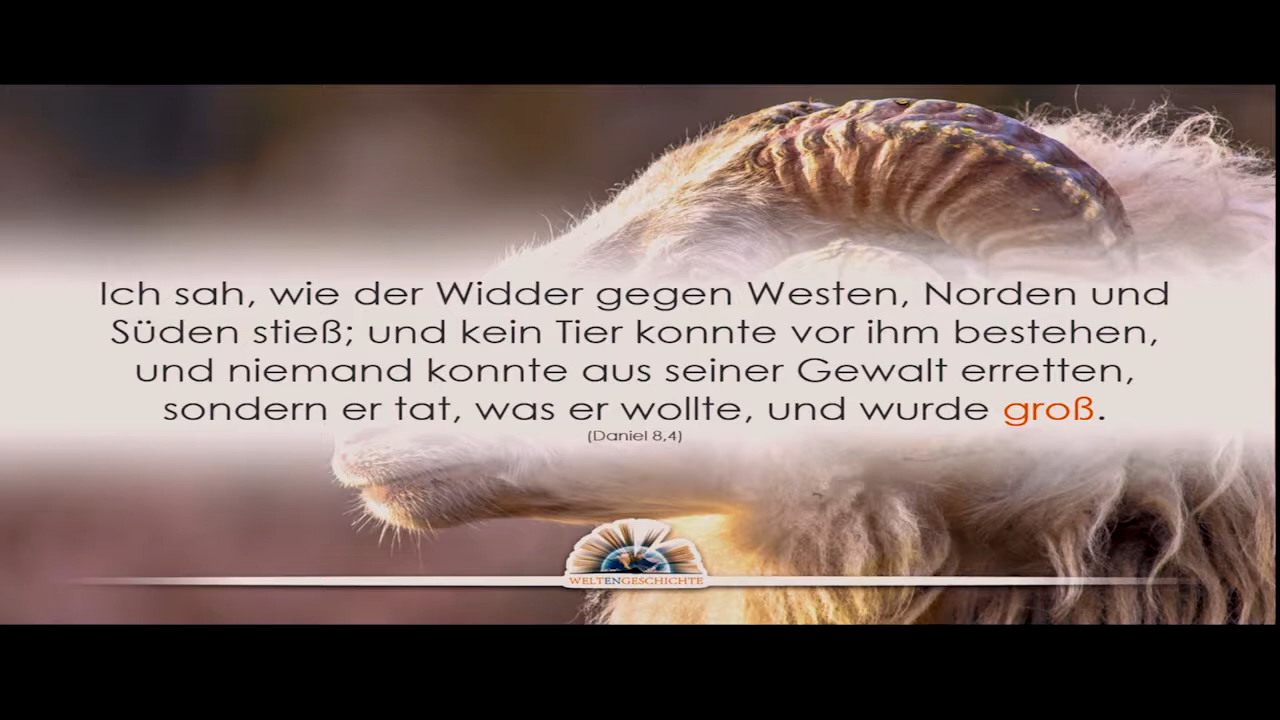 Ich sah, wie der Widder gegen Westen, Norden und
Süden stieß; und kein Tier konnte vor ihm bestehen,
und niemand konnte aus seiner Gewalt erretten,
sondern er tat, was er wollte, und wurde groß.
(Daniel 8,4)
WELTENGESCHICHTE